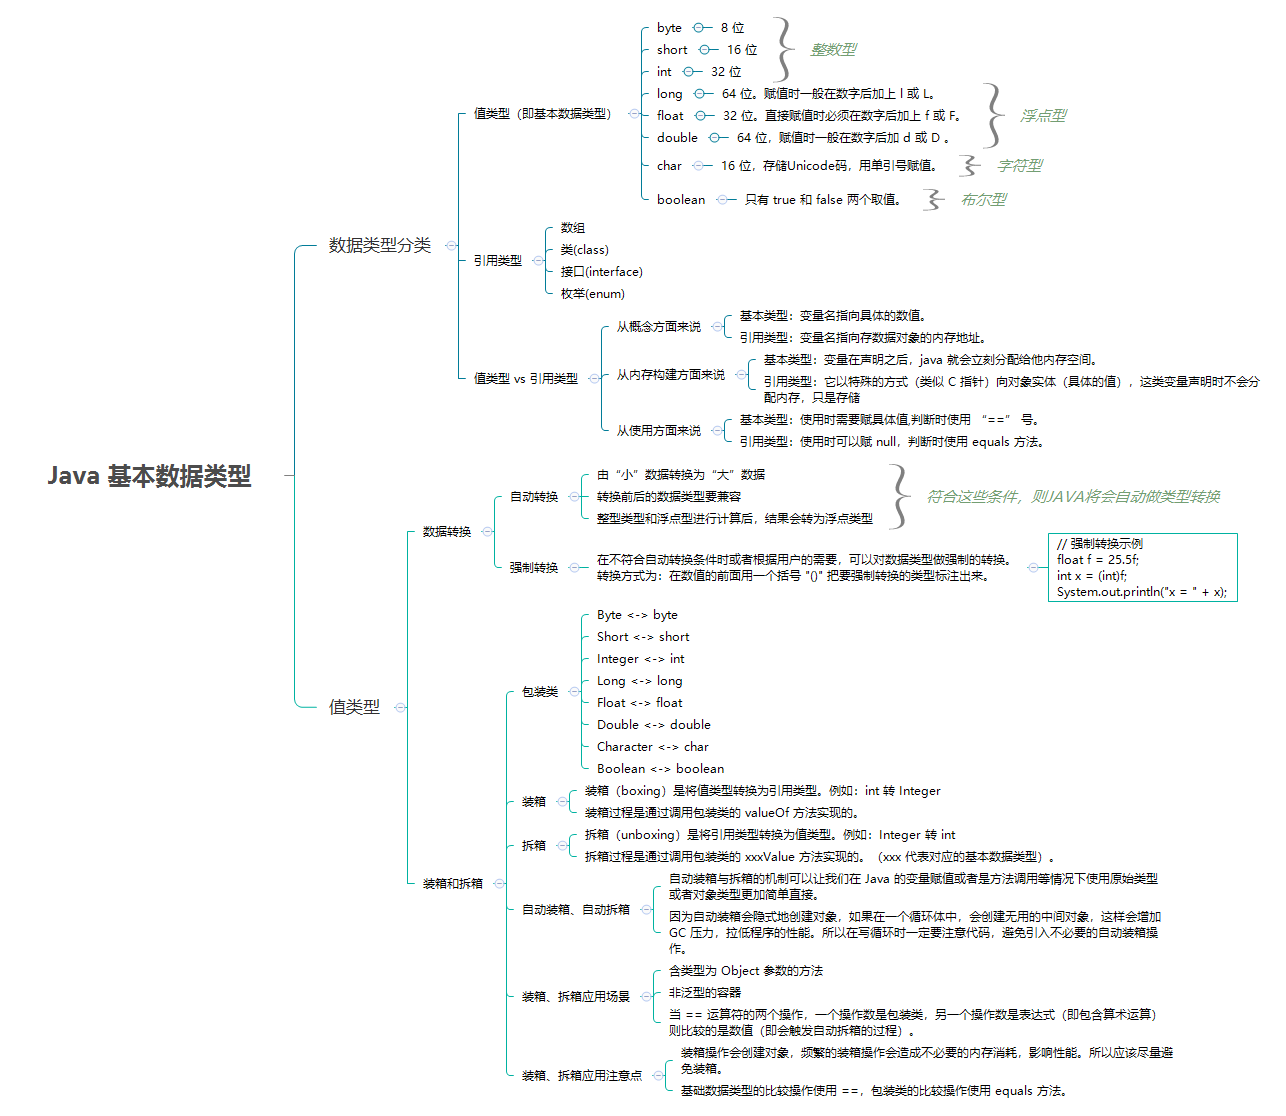 Java 基本数据类型
数据类型分类
值类型（即基本数据类型）
byte
8 位
short
16 位
int
32 位
整数型
long
64 位。赋值时一般在数字后加上 l 或 L。
float
32 位。直接赋值时必须在数字后加上 f 或 F。
double
64 位，赋值时一般在数字后加 d 或 D 。
浮点型
char
16 位，存储Unicode码，用单引号赋值。
字符型
boolean
只有 true 和 false 两个取值。
布尔型
引用类型
数组
类(class)
接口(interface)
枚举(enum)
值类型 vs 引用类型
从概念方面来说
基本类型：变量名指向具体的数值。
引用类型：变量名指向存数据对象的内存地址。
从内存构建方面来说
基本类型：变量在声明之后，java 就会立刻分配给他内存空间。
引用类型：它以特殊的方式（类似 C 指针）向对象实体（具体的值），这类变量声明时不会分
配内存，只是存储
从使用方面来说
基本类型：使用时需要赋具体值,判断时使用 “==” 号。
引用类型：使用时可以赋 null，判断时使用 equals 方法。
值类型
数据转换
自动转换
由“小”数据转换为“大”数据
转换前后的数据类型要兼容
整型类型和浮点型进行计算后，结果会转为浮点类型
符合这些条件，则JAVA将会自动做类型转换
强制转换
在不符合自动转换条件时或者根据用户的需要，可以对数据类型做强制的转换。
转换方式为：在数值的前面用一个括号 "()" 把要强制转换的类型标注出来。
// 强制转换示例
float f = 25.5f;
int x = (int)f;
System.out.println("x = " + x);
装箱和拆箱
包装类
Byte <-> byte
Short <-> short
Integer <-> int
Long <-> long
Float <-> float
Double <-> double
Character <-> char
Boolean <-> boolean
装箱
装箱（boxing）是将值类型转换为引用类型。例如：int 转 Integer
装箱过程是通过调用包装类的 valueOf 方法实现的。
拆箱
拆箱（unboxing）是将引用类型转换为值类型。例如：Integer 转 int
拆箱过程是通过调用包装类的 xxxValue 方法实现的。（xxx 代表对应的基本数据类型）。
自动装箱、自动拆箱
自动装箱与拆箱的机制可以让我们在 Java 的变量赋值或者是方法调用等情况下使用原始类型
或者对象类型更加简单直接。
因为自动装箱会隐式地创建对象，如果在一个循环体中，会创建无用的中间对象，这样会增加
GC 压力，拉低程序的性能。所以在写循环时一定要注意代码，避免引入不必要的自动装箱操
作。
装箱、拆箱应用场景
含类型为 Object 参数的方法
非泛型的容器
当 == 运算符的两个操作，一个操作数是包装类，另一个操作数是表达式（即包含算术运算）
则比较的是数值（即会触发自动拆箱的过程）。
装箱、拆箱应用注意点
装箱操作会创建对象，频繁的装箱操作会造成不必要的内存消耗，影响性能。所以应该尽量避
免装箱。
基础数据类型的比较操作使用 ==，包装类的比较操作使用 equals 方法。